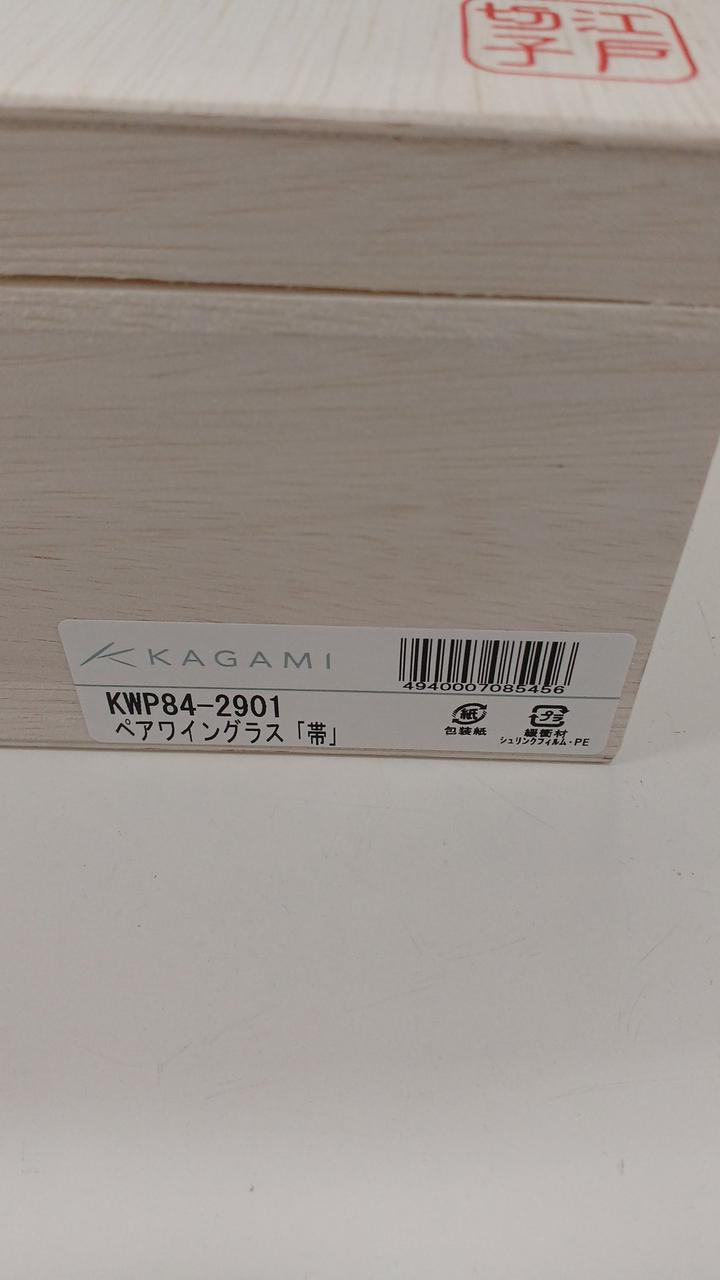 江戸
切子
KAGAMI
4940007085456
KWP84-2901
ペアワイングラス「帯」
紙
包装紙
プラ
緩衝材
シュリンクフィルム・PE